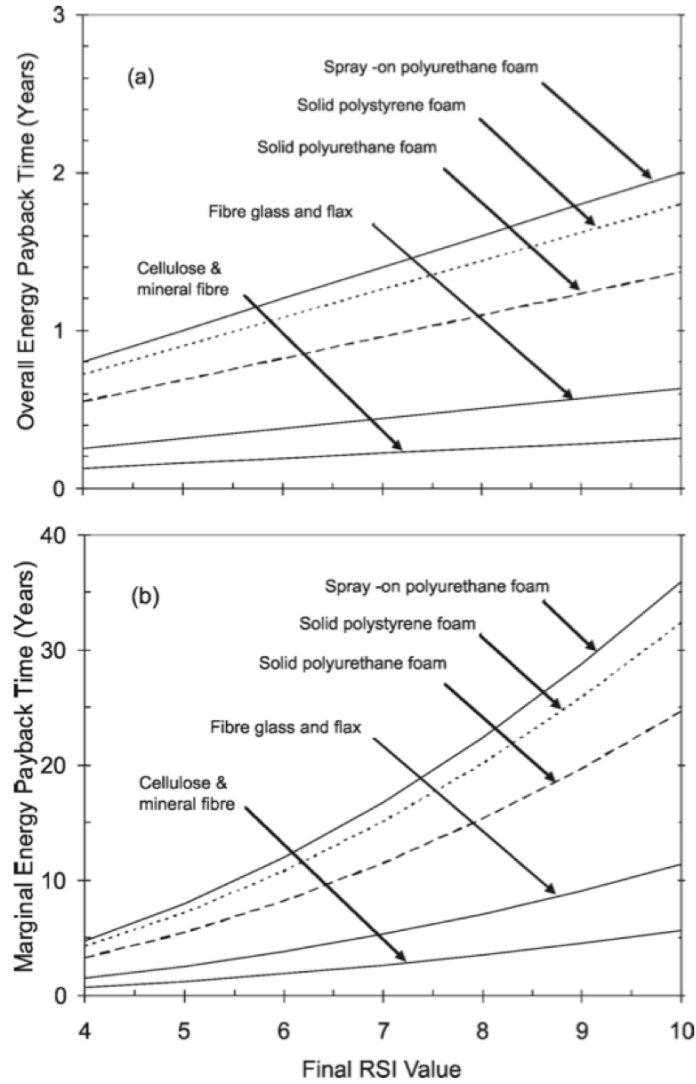 3
(a)
Spray -on polyurethane foam
Solid polystyrene foam
Solid polyurethane foam
Fibre glass and flax
Cellulose &
mineral fibre
2
1
0
Overall Energy Payback Time (Years)
40
(b)
Spray -on polyurethane foam
Solid polystyrene foam
Solid polyurethane foam
Fibre glass and flax
Cellulose &
mineral fibre
30
20
10
0
Marginal Energy Payback Time (Years)
4 5 6 7 8 9 10
Final RSI Value